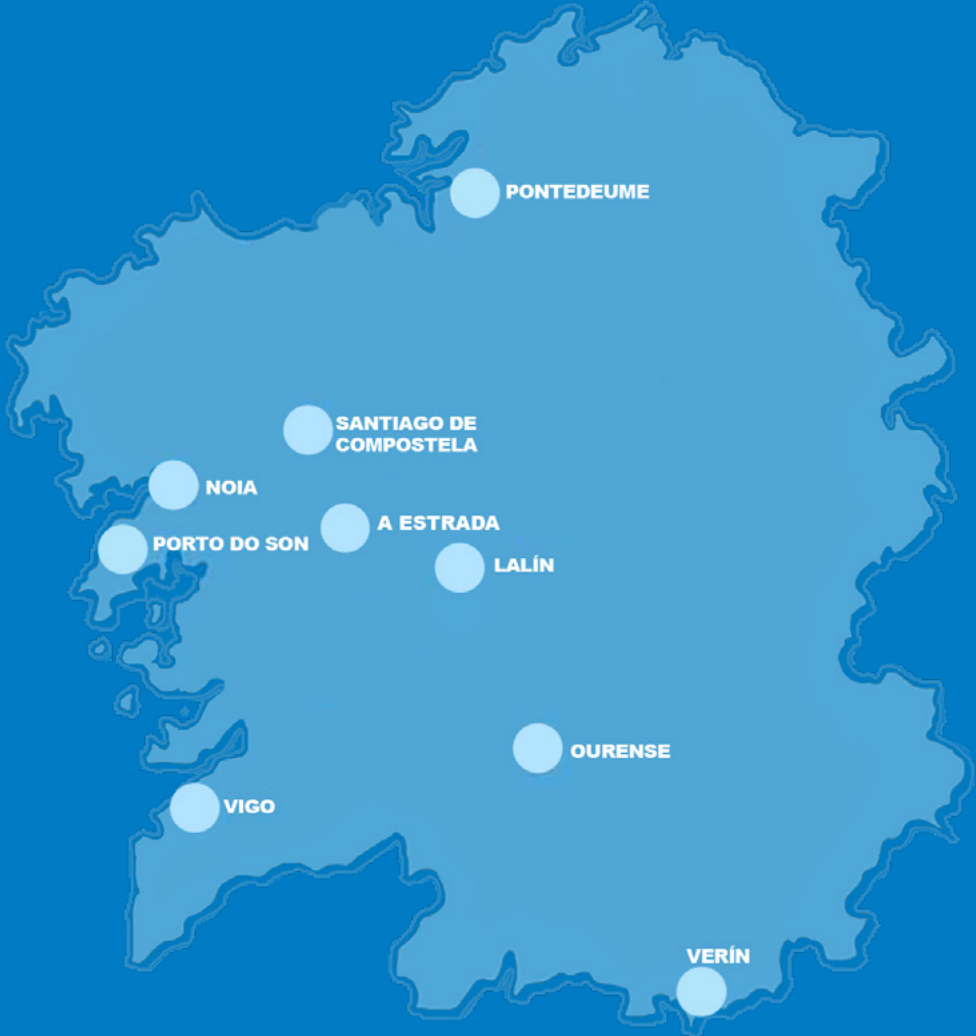 PONTEDEUME
SANTIAGO DE
COMPOSTELA
NOIA
A ESTRADA
PORTO DO SON
LALÍN
OURENSE
VIGO
VERÍN